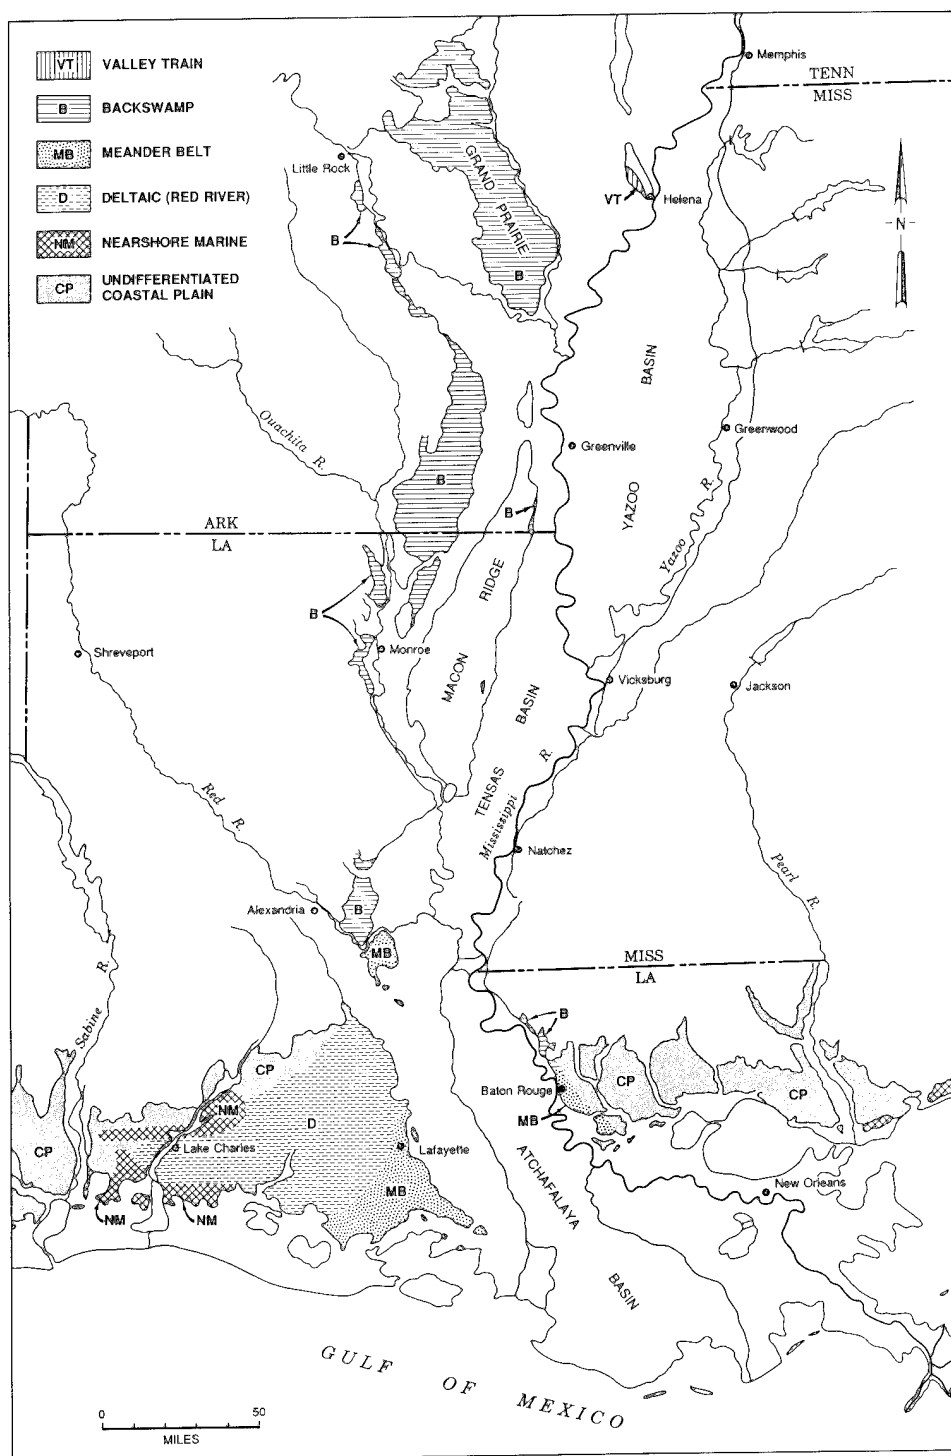 VT VALLEY TRAIN
B BACKSWAMP
MB MEANDER BELT
D DELTAIC (RED RIVER)
NM NEARSHORE MARINE
CP UNDIFFERENTIATED
COASTAL PLAIN
Memphis
TENN
MISS
Little Rock
GRAND PRAIRIE
VT
Helena
N
B
B
BASIN
Ouachita R.
Greenville
Greenwood
B
YAZOO
B
Yazoo R.
ARK
LA
RIDGE
B
Shreveport
Monroe
MACON
Vicksburg
Jackson
BASIN
Red R.
TENSAS
Mississippi R.
Natchez
Pearl R.
Alexandria
B
MB
MISS
LA
Sabine R.
B
CP
NM
Baton Rouge
CP
CP
D
MB
CP
Lake Charles
Lafayette
ATCHAFALAYA
MB
New Orleans
NM
NM
BASIN
GULF OF MEXICO
0 50
MILES